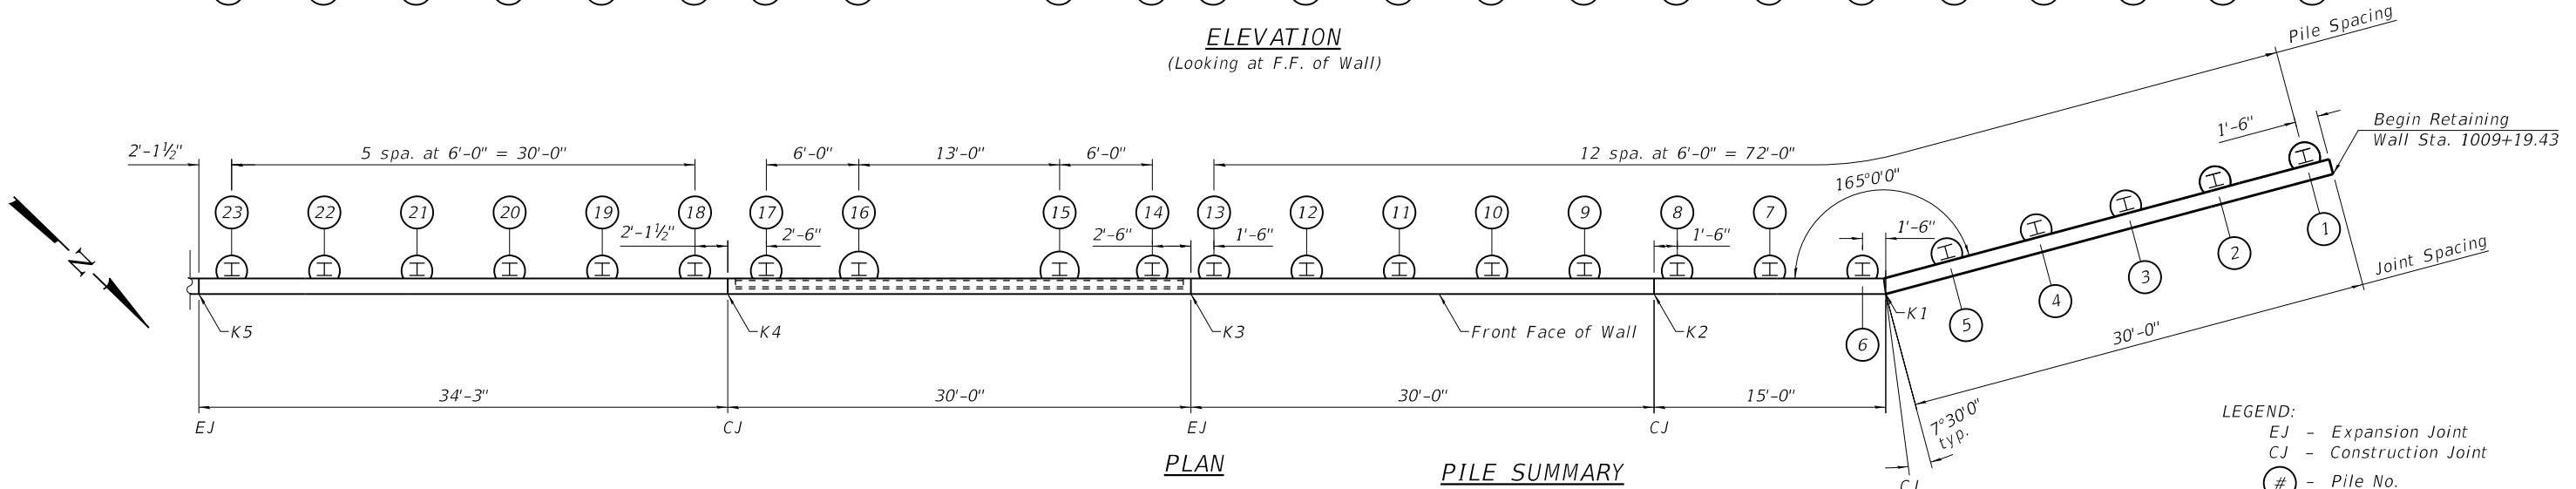 ELEVATION
(Looking at F.F. of Wall)
Pile Spacing
2'-1½"
5 spa. at 6'-0" = 30'-0"
6'-0"
13'-0"
6'-0"
12 spa. at 6'-0" = 72'-0"
1'-6"
Begin Retaining
Wall Sta. 1009+19.43
165°0'0"
23
22
21
20
19
18
17
16
15
14
13
12
11
10
9
8
7
2'-1½"
2'-6"
2'-6"
1'-6"
1'-6"
1'-6"
1
2
3
4
5
6
N
Joint Spacing
K5
K4
K3
Front Face of Wall
K2
K1
30'-0"
34'-3"
30'-0"
30'-0"
15'-0"
7°30'0"
typ.
EJ
CJ
EJ
CJ
CJ
PLAN
PILE SUMMARY
LEGEND:
EJ - Expansion Joint
CJ - Construction Joint
# - Pile No.